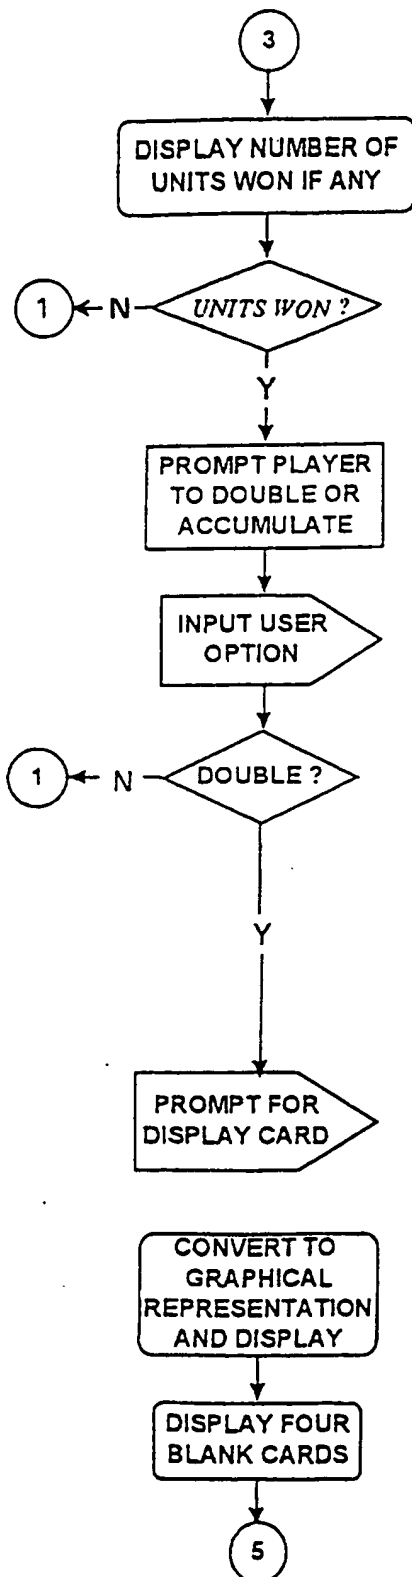 3
DISPLAY NUMBER OF
UNITS WON IF ANY
1
N
UNITS WON ?
Y
PROMPT PLAYER
TO DOUBLE OR
ACCUMULATE
INPUT USER
OPTION
1
N
DOUBLE ?
Y
PROMPT FOR
DISPLAY CARD
CONVERT TO
GRAPHICAL
REPRESENTATION
AND DISPLAY
DISPLAY FOUR
BLANK CARDS
5